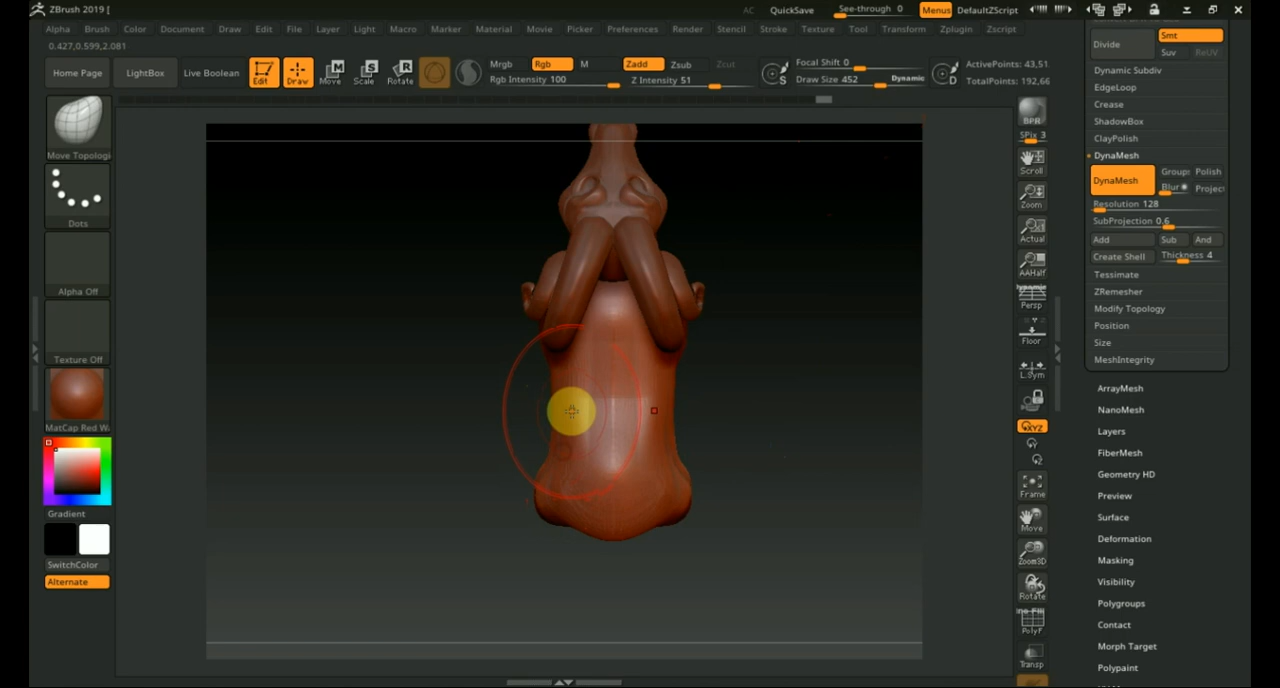 ZBrush 2019 [
AC QuickSave See-through 0 Menus DefaultZScript
Alpha Brush Color Document Draw Edit File Layer Light Macro Marker Material Movie Picker Preferences Render Stencil Stroke Texture Tool Transform Zplugin Zscript
0.427,0.599,2.081
Home Page LightBox Live Boolean Edit Draw Move Scale Rotate
Mrgb Rgb M Zadd Zsub Zcut
Rgb Intensity 100 Z Intensity 51
S Focal Shift 0
Draw Size 452 Dynamic D
ActivePoints: 43,51
TotalPoints: 192,66
Move Topologi
Dots
Alpha Off
Texture Off
MatCap Red Wa
Gradient
SwitchColor
Alternate
BPR
SPix 3
Scroll
Zoom
Actual
AAHalf
Dynamic
Persp
Floor
L.Sym
XYZ
Frame
Move
Zoom3D
Rotate
PolyF
Transp
Smt
Divide Suv ReUV
Dynamic Subdiv
EdgeLoop
Crease
ShadowBox
ClayPolish
DynaMesh
DynaMesh Groups Polish
Blur Project
Resolution 128
SubProjection 0.6
Add Sub And
Create Shell Thickness 4
Tessimate
ZRemesher
Modify Topology
Position
Size
MeshIntegrity
ArrayMesh
NanoMesh
Layers
FiberMesh
Geometry HD
Preview
Surface
Deformation
Masking
Visibility
Polygroups
Contact
Morph Target
Polypaint